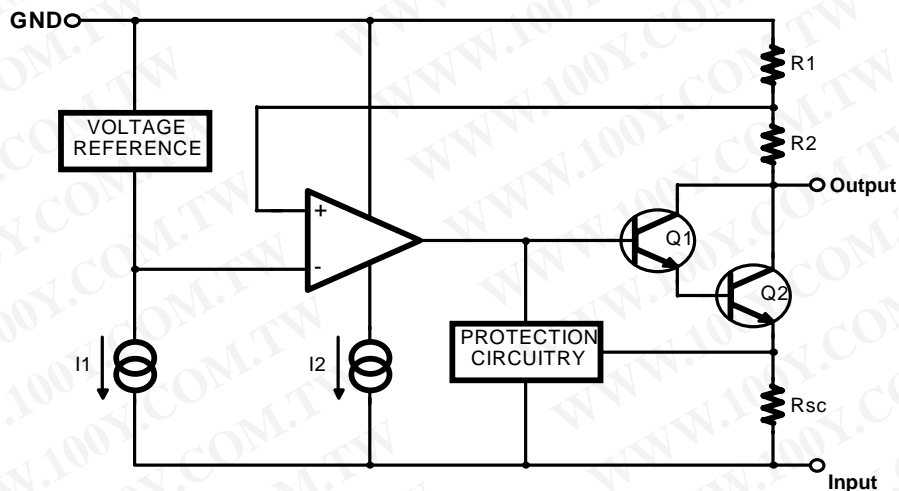 GND
R1
VOLTAGE
REFERENCE
R2
Output
+
Q1
-
Q2
PROTECTION
CIRCUITRY
I1
I2
Rsc
Input
WWW.100Y.COM.TW